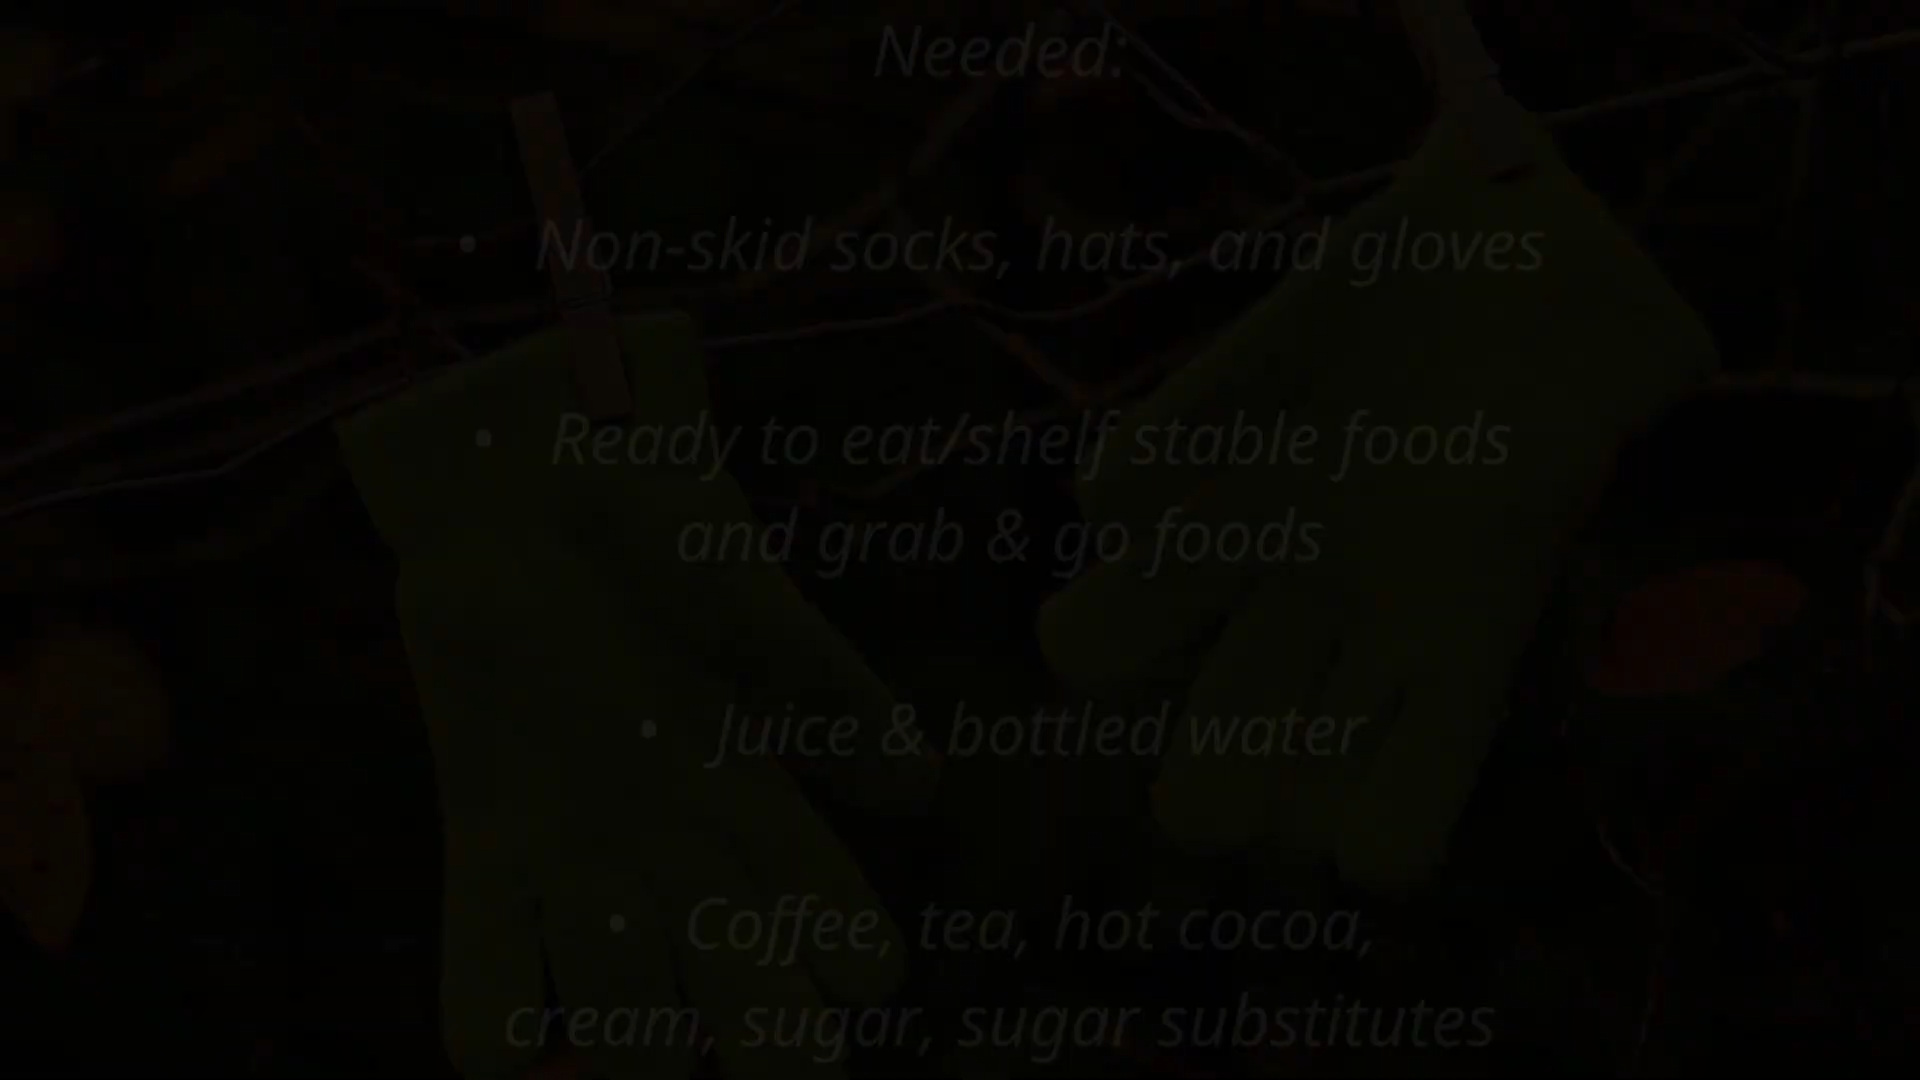 Needed:
• Non-skid socks, hats, and gloves
• Ready to eat/shelf stable foods
and grab & go foods
• Juice & bottled water
• Coffee, tea, hot cocoa,
cream, sugar, sugar substitutes